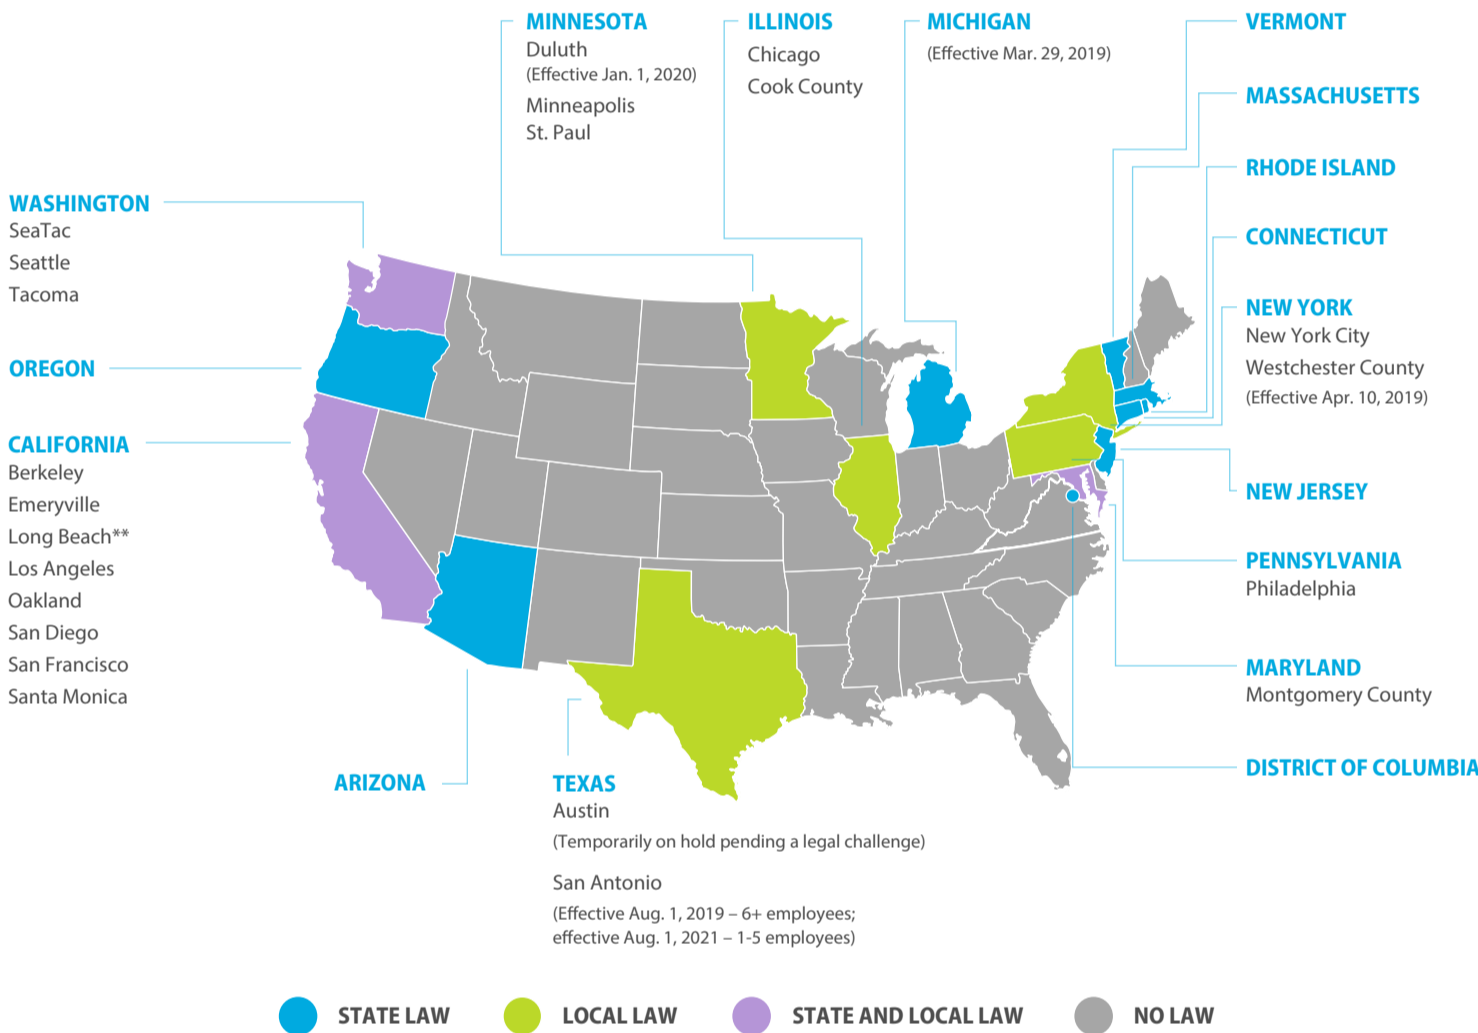 MINNESOTA
Duluth
(Effective Jan. 1, 2020)
Minneapolis
St. Paul
ILLINOIS
Chicago
Cook County
MICHIGAN
(Effective Mar. 29, 2019)
VERMONT
MASSACHUSETTS
RHODE ISLAND
CONNECTICUT
NEW YORK
New York City
Westchester County
(Effective Apr. 10, 2019)
NEW JERSEY
PENNSYLVANIA
Philadelphia
MARYLAND
Montgomery County
DISTRICT OF COLUMBIA
WASHINGTON
SeaTac
Seattle
Tacoma
OREGON
CALIFORNIA
Berkeley
Emeryville
Long Beach**
Los Angeles
Oakland
San Diego
San Francisco
Santa Monica
ARIZONA
TEXAS
Austin
(Temporarily on hold pending a legal challenge)
San Antonio
(Effective Aug. 1, 2019 – 6+ employees;
effective Aug. 1, 2021 – 1-5 employees)
STATE LAW
LOCAL LAW
STATE AND LOCAL LAW
NO LAW